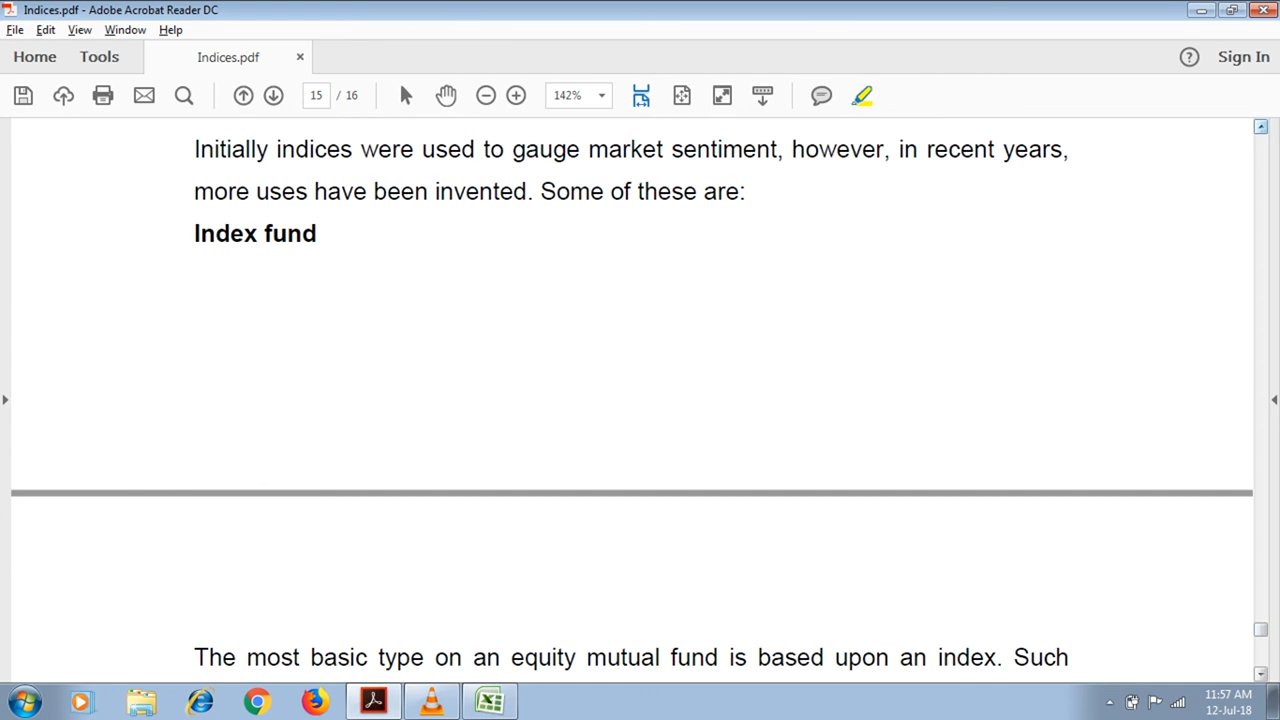 Indices.pdf - Adobe Acrobat Reader DC
File Edit View Window Help
Home Tools Indices.pdf × ? Sign In
15 / 16 142%
Initially indices were used to gauge market sentiment, however, in recent years,
more uses have been invented. Some of these are:
Index fund
The most basic type on an equity mutual fund is based upon an index. Such
11:57 AM
12-Jul-18